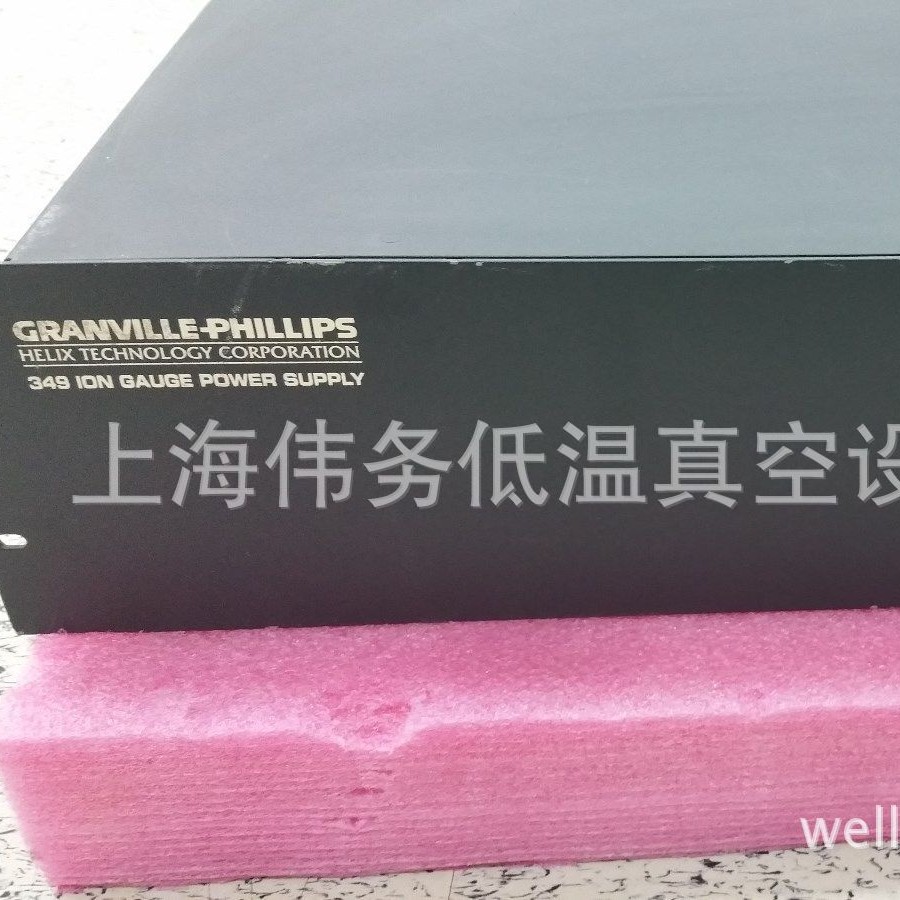 GRANVILLE-PHILLIPS
HELIX TECHNOLOGY CORPORATION
349 ION GAUGE POWER SUPPLY
上海伟务低温真空设
well